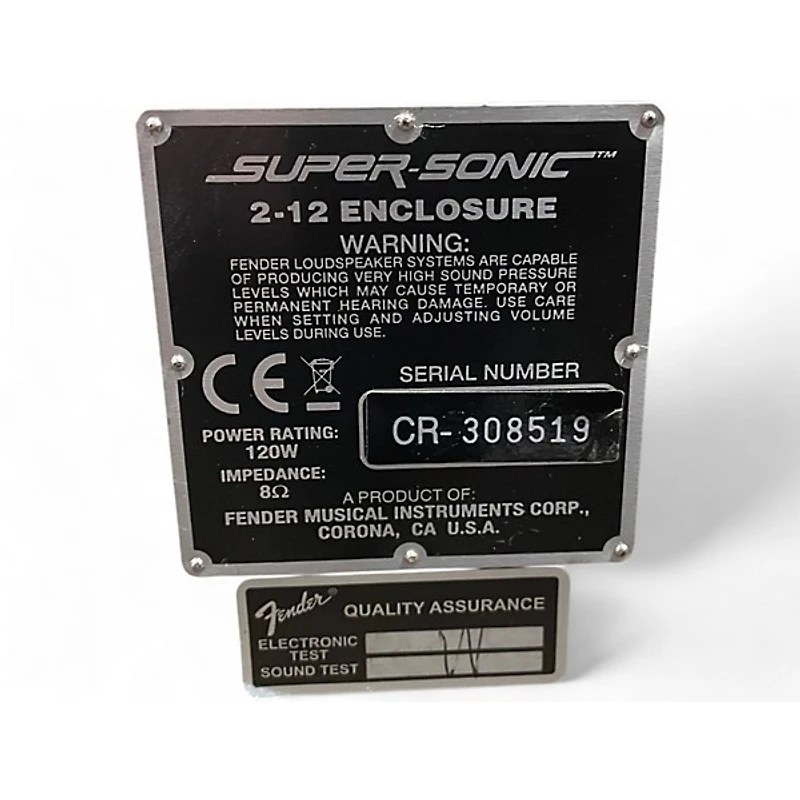 SUPER-SONIC™
2-12 ENCLOSURE
WARNING:
FENDER LOUDSPEAKER SYSTEMS ARE CAPABLE
OF PRODUCING VERY HIGH SOUND PRESSURE
LEVELS WHICH MAY CAUSE TEMPORARY OR
PERMANENT HEARING DAMAGE. USE CARE
WHEN SETTING AND ADJUSTING VOLUME
LEVELS DURING USE.
CE
SERIAL NUMBER
CR- 308519
POWER RATING:
120W
IMPEDANCE:
8Ω
A PRODUCT OF:
FENDER MUSICAL INSTRUMENTS CORP.,
CORONA, CA U.S.A.
Fender®
QUALITY ASSURANCE
ELECTRONIC
TEST
SOUND TEST